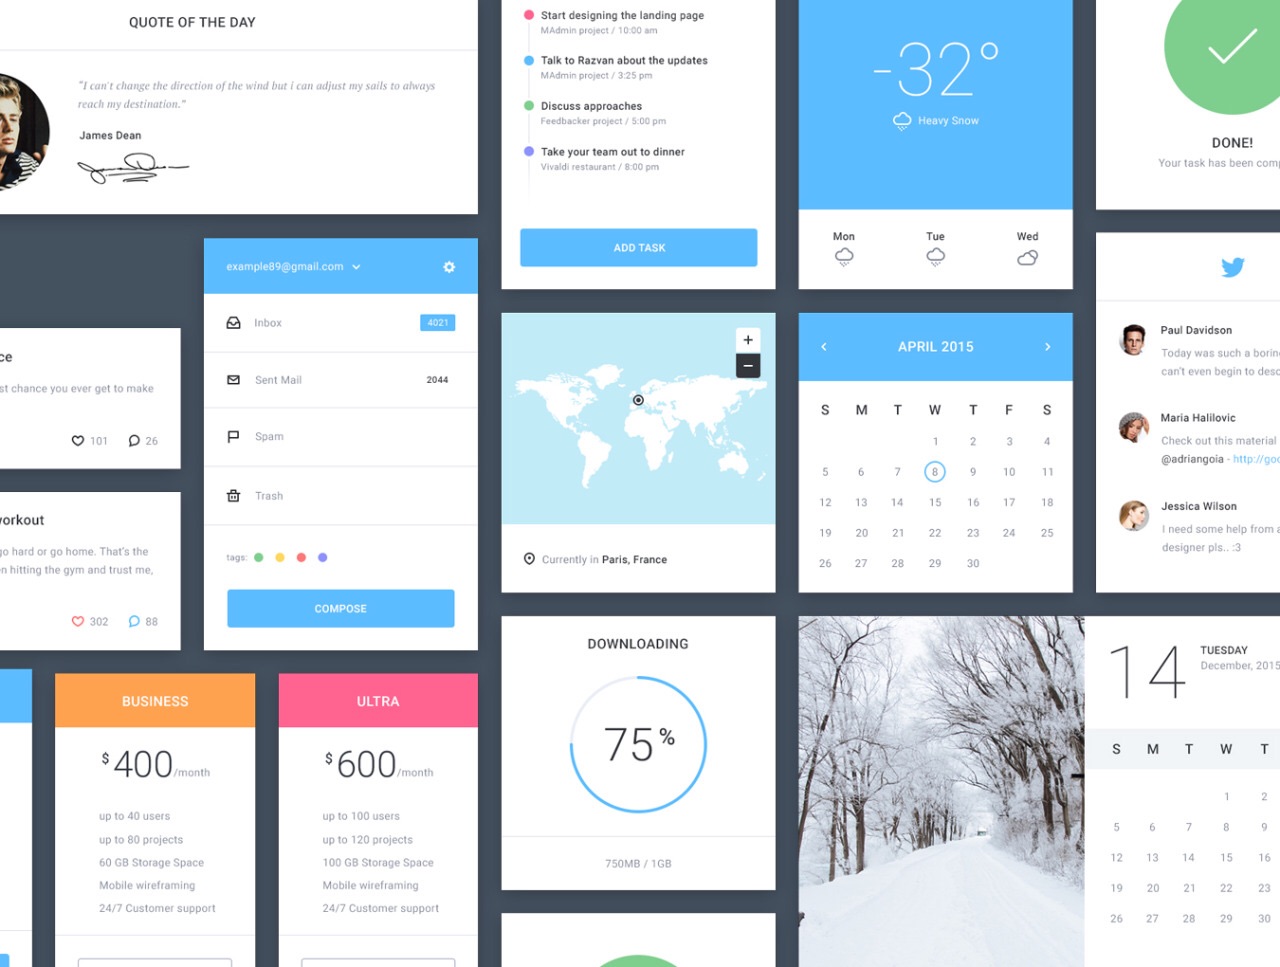 QUOTE OF THE DAY
“I can't change the direction of the wind but i can adjust my sails to always
reach my destination.”
James Dean
Start designing the landing page
MAdmin project / 10:00 am
Talk to Razvan about the updates
MAdmin project / 3:25 pm
Discuss approaches
Feedbacker project / 5:00 pm
Take your team out to dinner
Vivaldi restaurant / 8:00 pm
ADD TASK
-32°
Heavy Snow
Mon Tue Wed
DONE!
Your task has been
example89@gmail.com
Inbox 4021
Sent Mail 2044
Spam
Trash
tags:
COMPOSE
chance you ever get to make
101 26
go hard or go home. That's the
hitting the gym and trust me,
302 88
+
−
Currently in Paris, France
APRIL 2015
S M T W T F S
1 2 3 4
5 6 7 8 9 10 11
12 13 14 15 16 17 18
19 20 21 22 23 24 25
26 27 28 29 30
Paul Davidson
Today was such a
can't even begin to
Maria Halilovic
Check out this material
@adriangoia -
Jessica Wilson
I need some help from
designer pls.. :3
BUSINESS
$400/month
up to 40 users
up to 80 projects
60 GB Storage Space
Mobile wireframing
24/7 Customer support
ULTRA
$600/month
up to 100 users
up to 120 projects
100 GB Storage Space
Mobile wireframing
24/7 Customer support
DOWNLOADING
75%
750MB / 1GB
14
TUESDAY
December, 2015
S M T W T
1 2
5 6 7 8 9
12 13 14 15 16
19 20 21 22 23
26 27 28 29 30